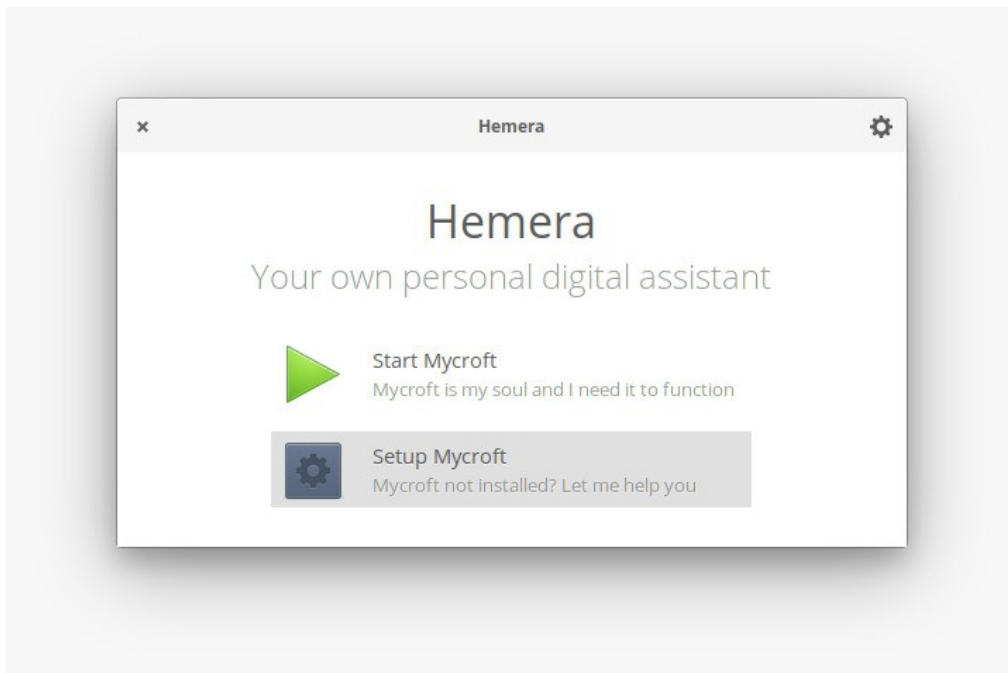 Hemera
Hemera
Your own personal digital assistant
Start Mycroft
Mycroft is my soul and I need it to function
Setup Mycroft
Mycroft not installed? Let me help you